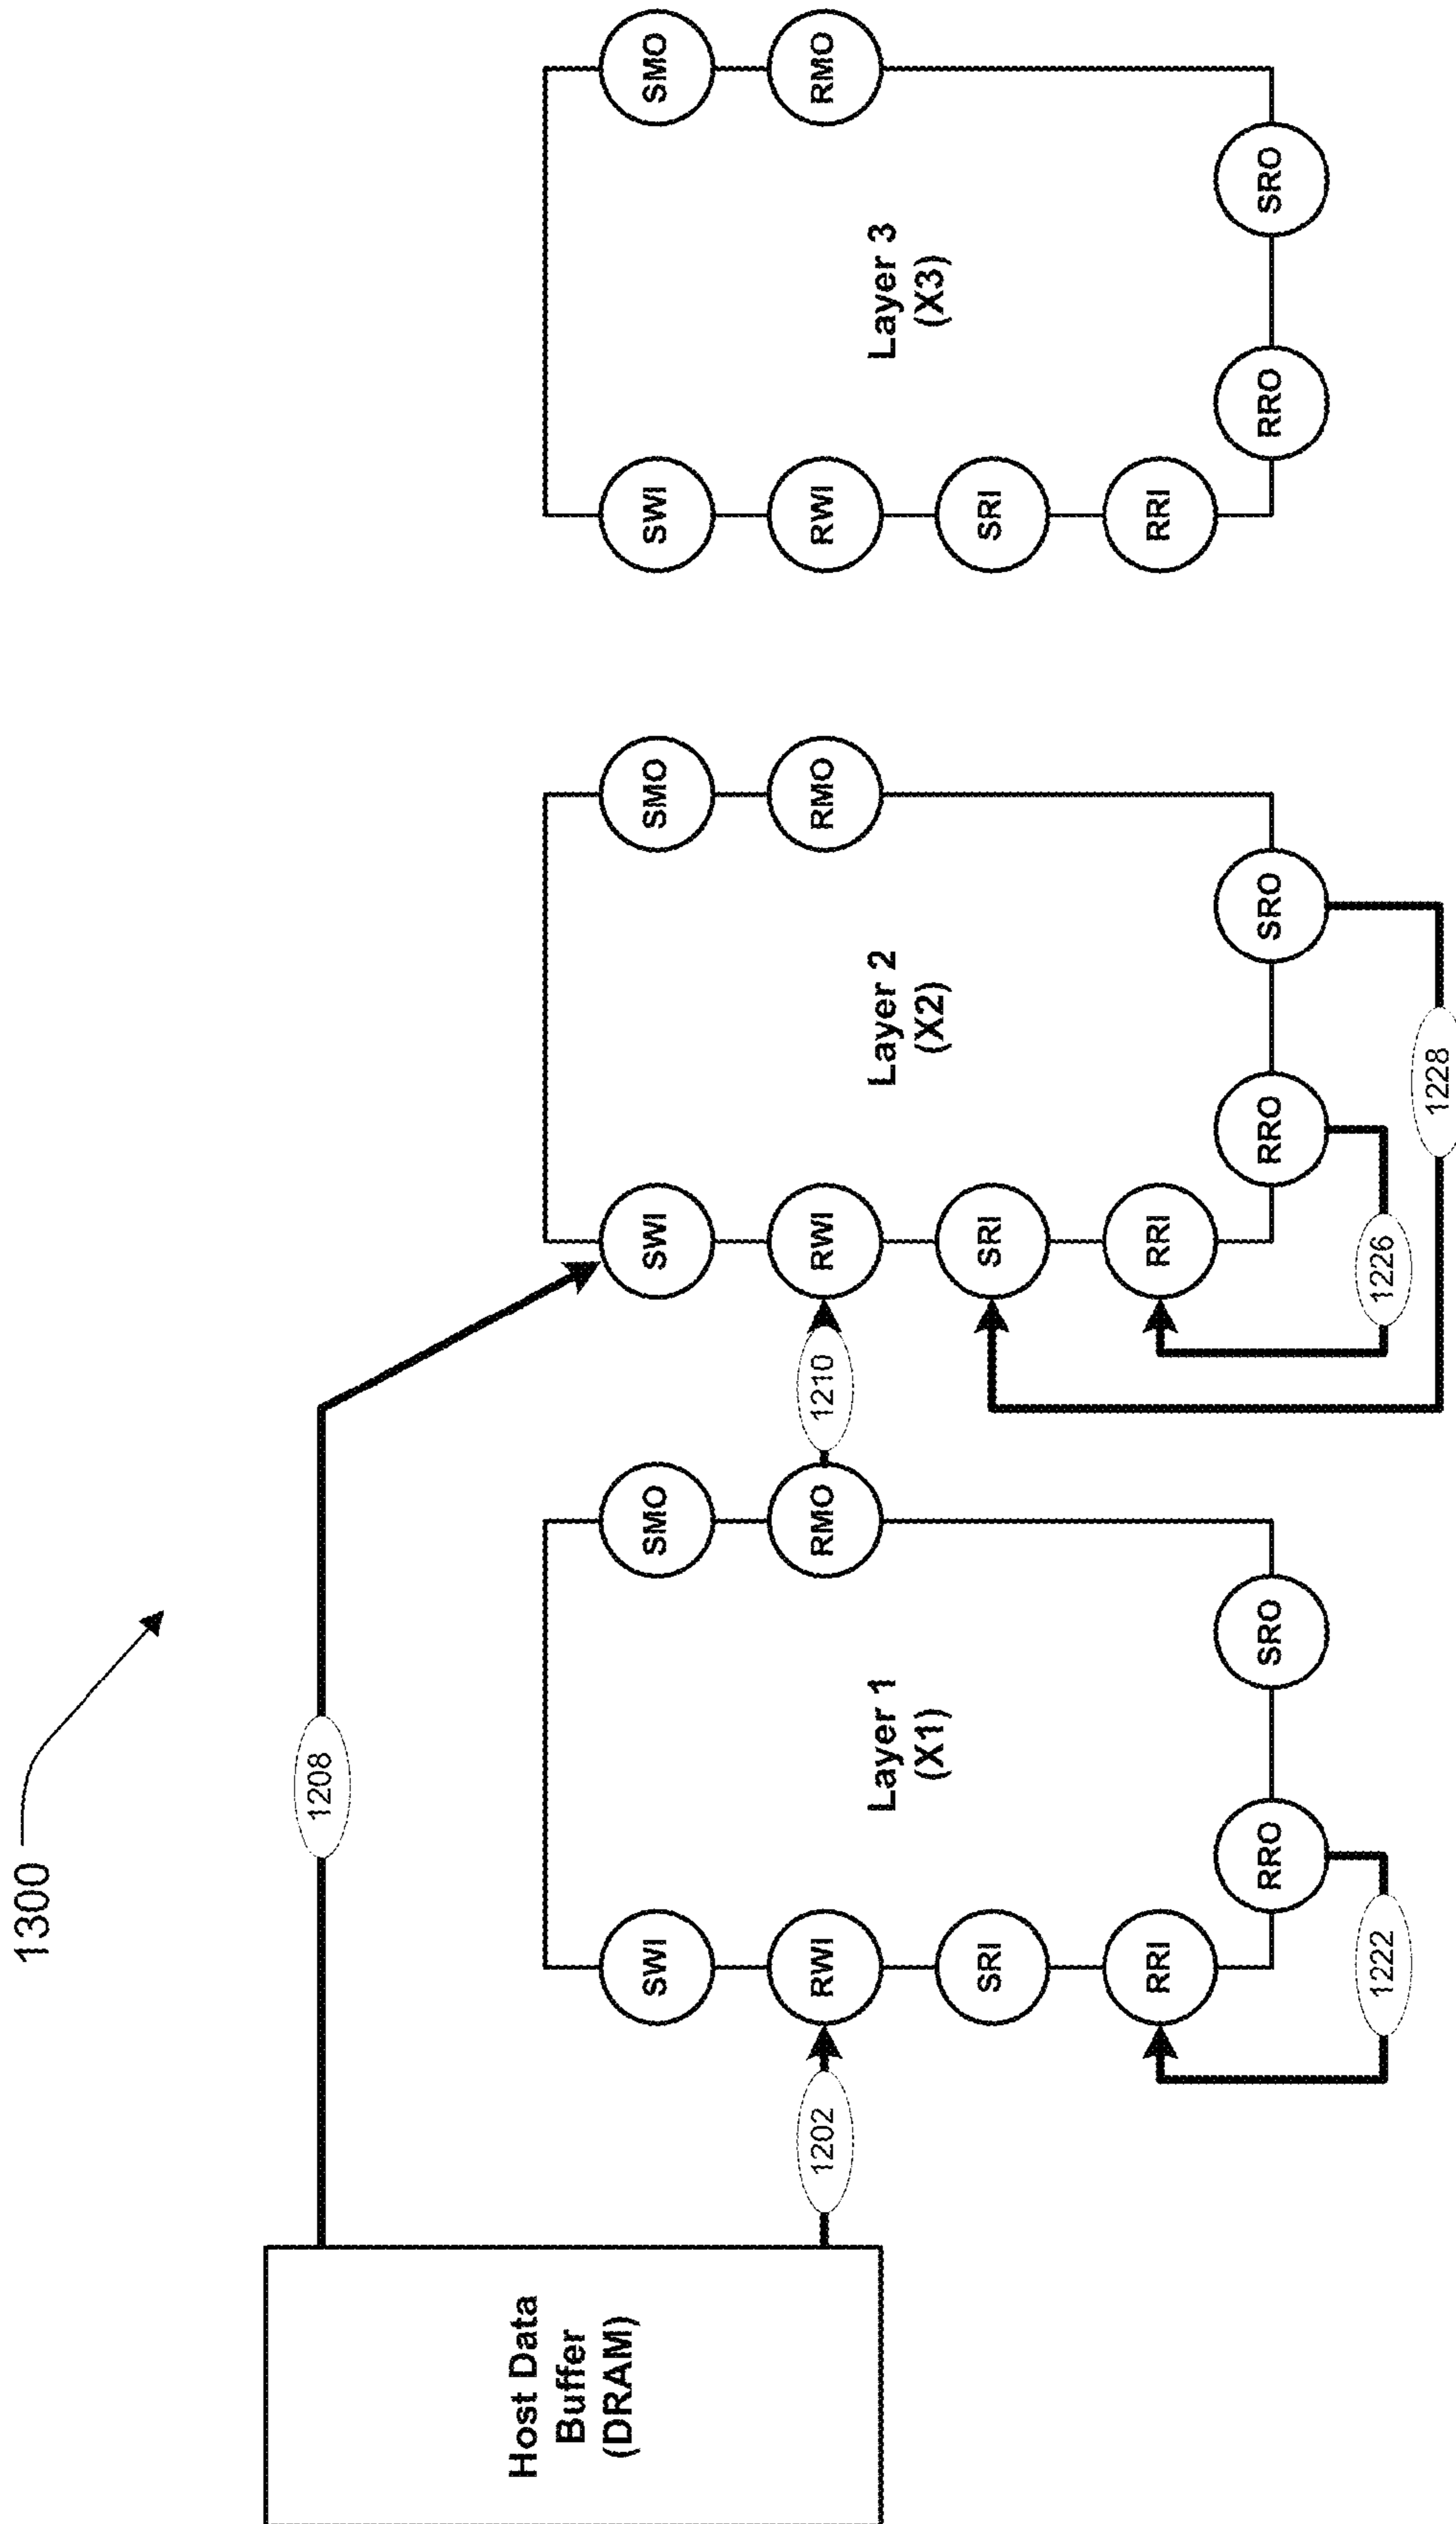 1300
1208
Host Data
Buffer
(DRAM)
1202
SWI
RWI
SRI
RRI
RRO
SRO
SMO
RMO
Layer 1
(X1)
1222
1210
SWI
RWI
SRI
RRI
RRO
SRO
SMO
RMO
Layer 2
(X2)
1226
1228
SWI
RWI
SRI
RRI
RRO
SRO
SMO
RMO
Layer 3
(X3)